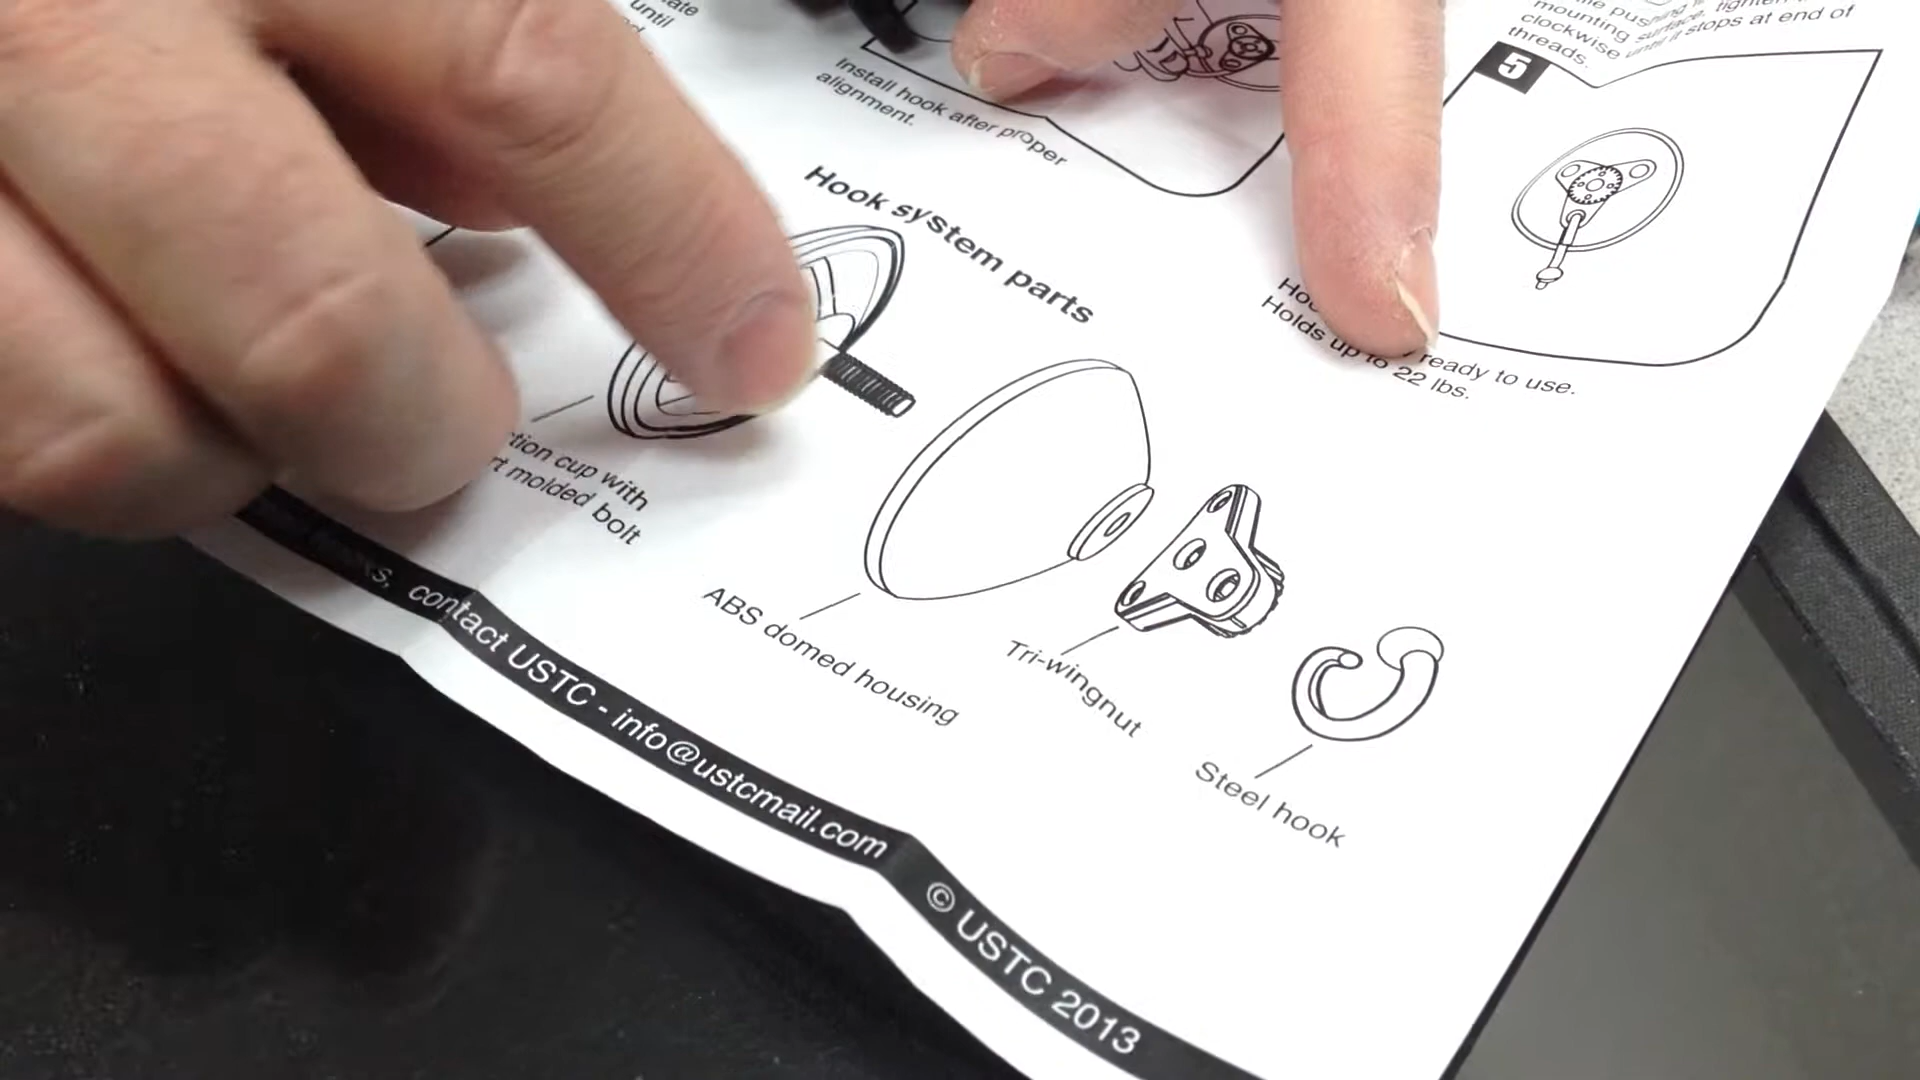 until
Install hook after proper
alignment.
mounting surface, tighten
clockwise until it stops at end of
threads.
5
Hook system parts
ready to use.
Holds up to 22 lbs.
cup with
molded bolt
ABS domed housing
Tri-wingnut
Steel hook
contact USTC - info@ustcmail.com
© USTC 2013